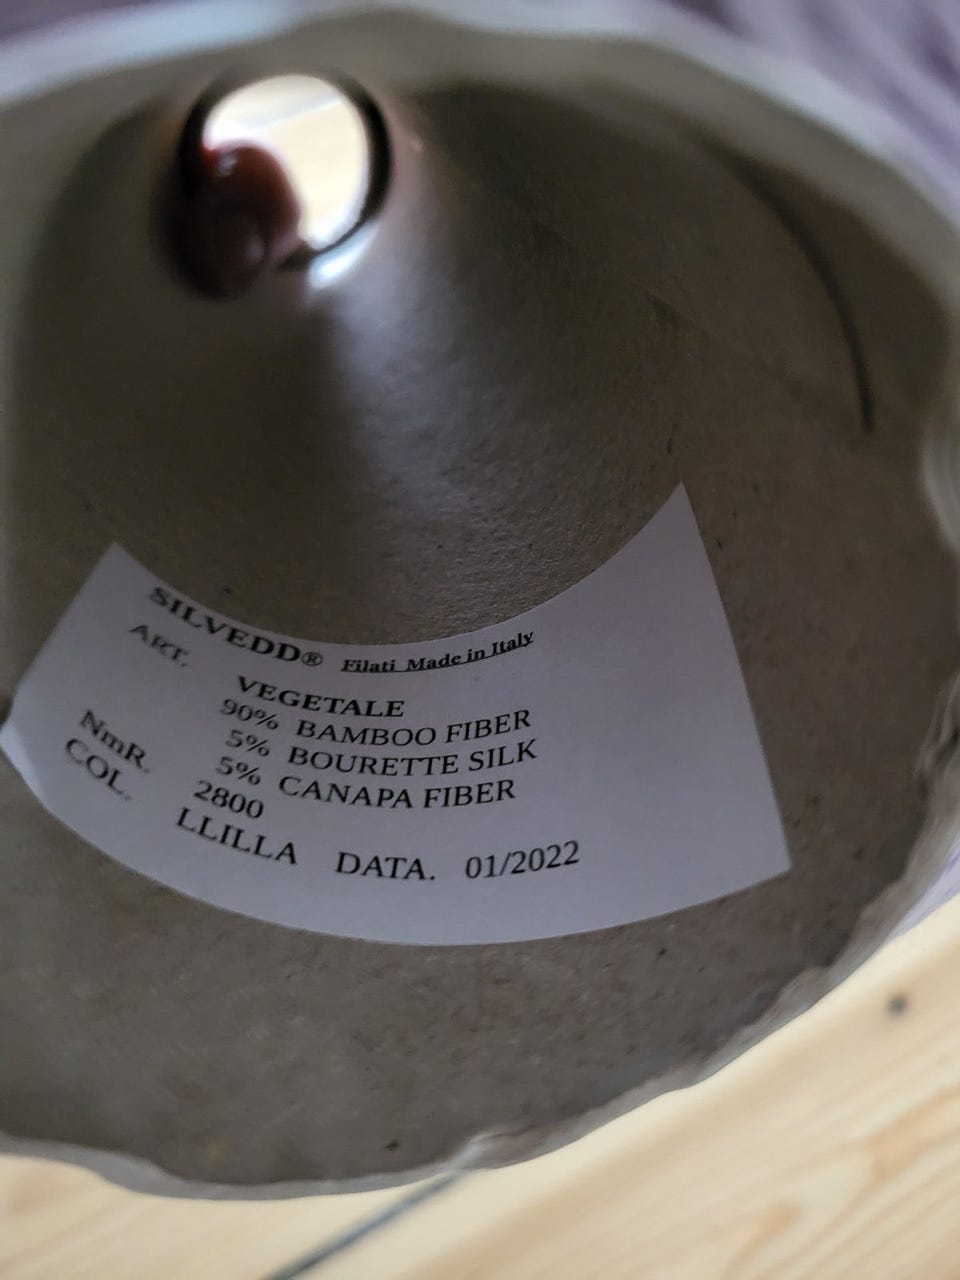 SILVEDD® Filati Made in Italy
ART. VEGETALE
90% BAMBOO FIBER
5% BOURETTE SILK
5% CANAPA FIBER
NmR. 2800
COL. LLILLA DATA. 01/2022